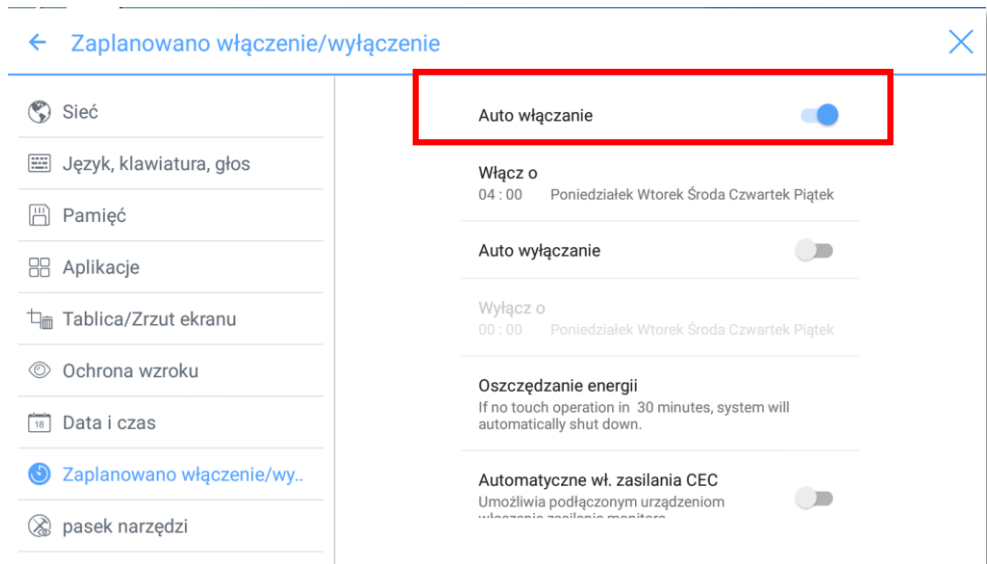 Zaplanowano włączenie/wyłączenie
Sieć
Język, klawiatura, głos
Pamięć
Aplikacje
Tablica/Zrzut ekranu
Ochrona wzroku
18
Data i czas
Zaplanowano włączenie/wy..
pasek narzędzi
Auto włączanie
Włącz o
04 : 00 Poniedziałek Wtorek Środa Czwartek Piątek
Auto wyłączanie
Wyłącz o
00 : 00 Poniedziałek Wtorek Środa Czwartek Piątek
Oszczędzanie energii
If no touch operation in 30 minutes, system will
automatically shut down.
Automatyczne wł. zasilania CEC
Umożliwia podłączonym urządzeniom
włączenie zasilania monitora